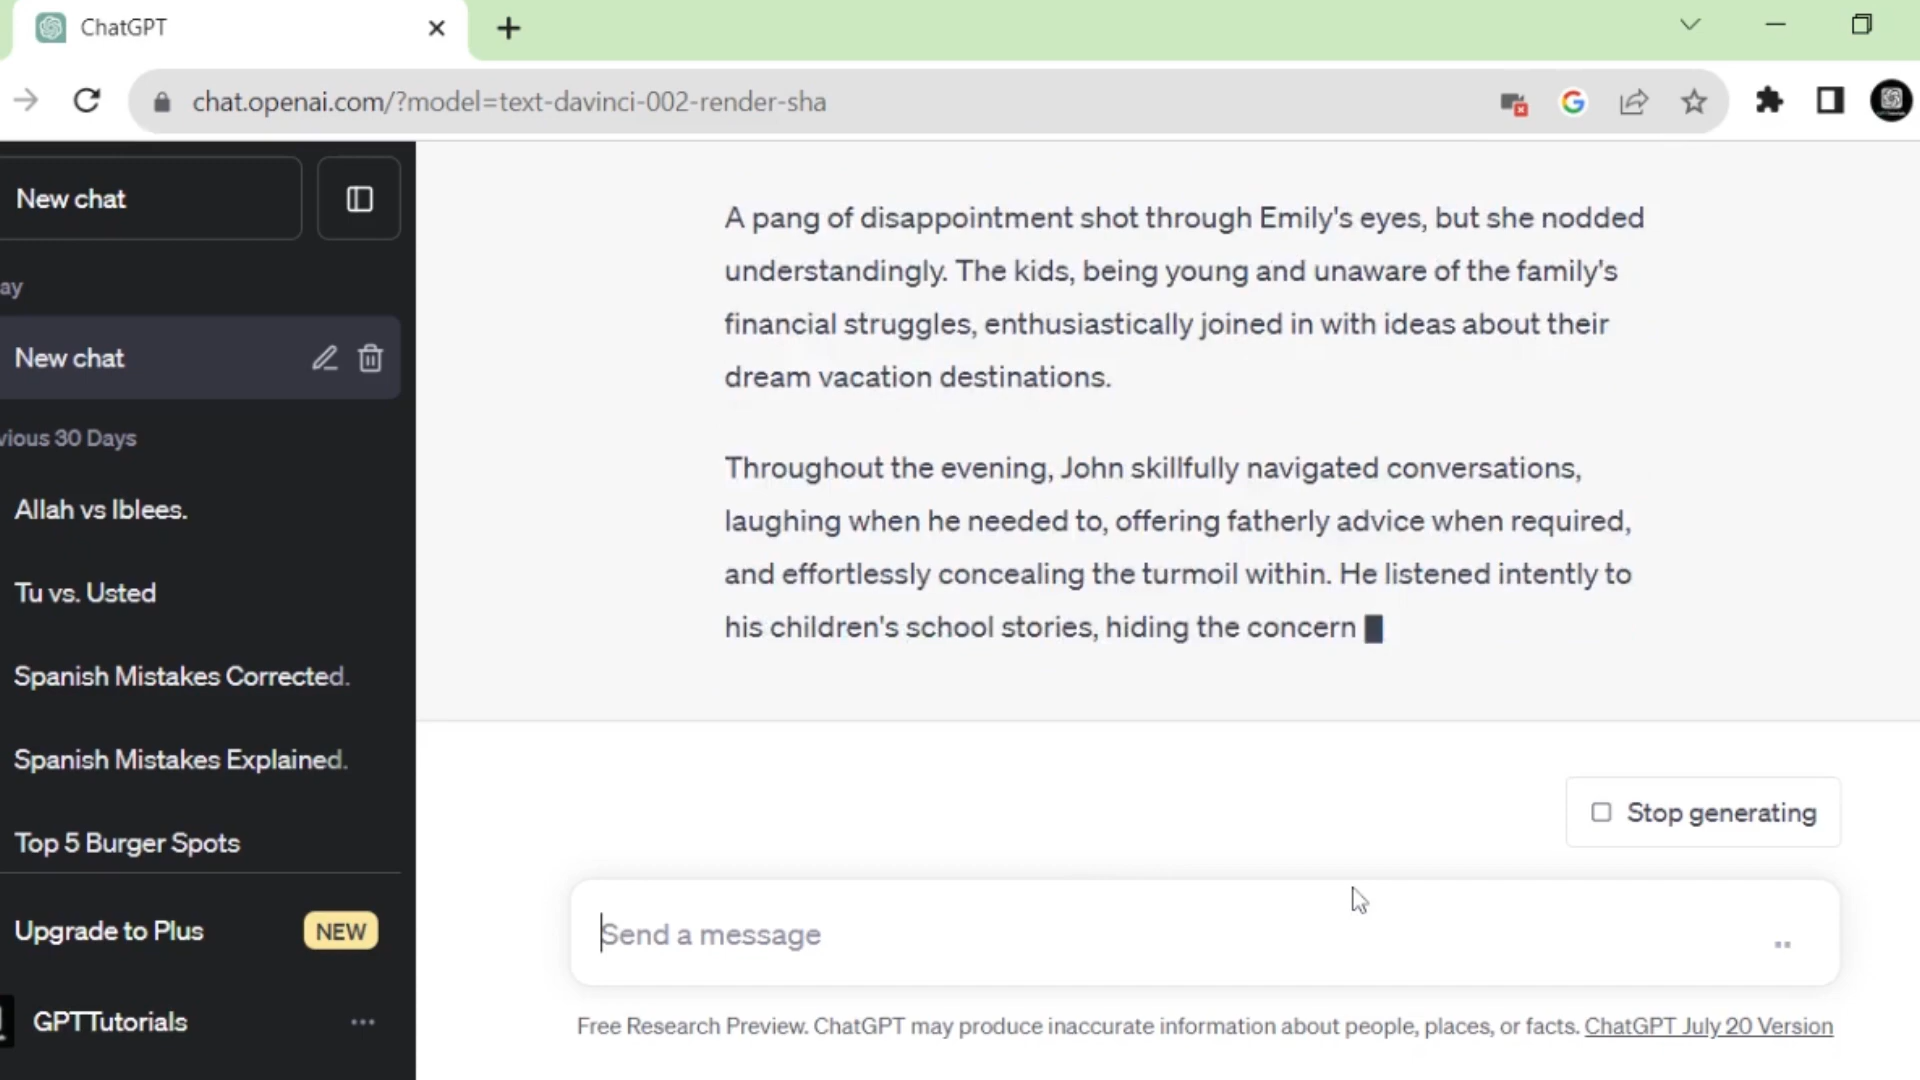 ChatGPT
chat.openai.com/?model=text-davinci-002-render-sha
New chat
ay
New chat
vious 30 Days
Allah vs Iblees.
Tu vs. Usted
Spanish Mistakes Corrected.
Spanish Mistakes Explained.
Top 5 Burger Spots
Upgrade to Plus
NEW
GPTTutorials
A pang of disappointment shot through Emily's eyes, but she nodded
understandingly. The kids, being young and unaware of the family's
financial struggles, enthusiastically joined in with ideas about their
dream vacation destinations.
Throughout the evening, John skillfully navigated conversations,
laughing when he needed to, offering fatherly advice when required,
and effortlessly concealing the turmoil within. He listened intently to
his children's school stories, hiding the concern
Stop generating
Send a message
Free Research Preview. ChatGPT may produce inaccurate information about people, places, or facts. ChatGPT July 20 Version